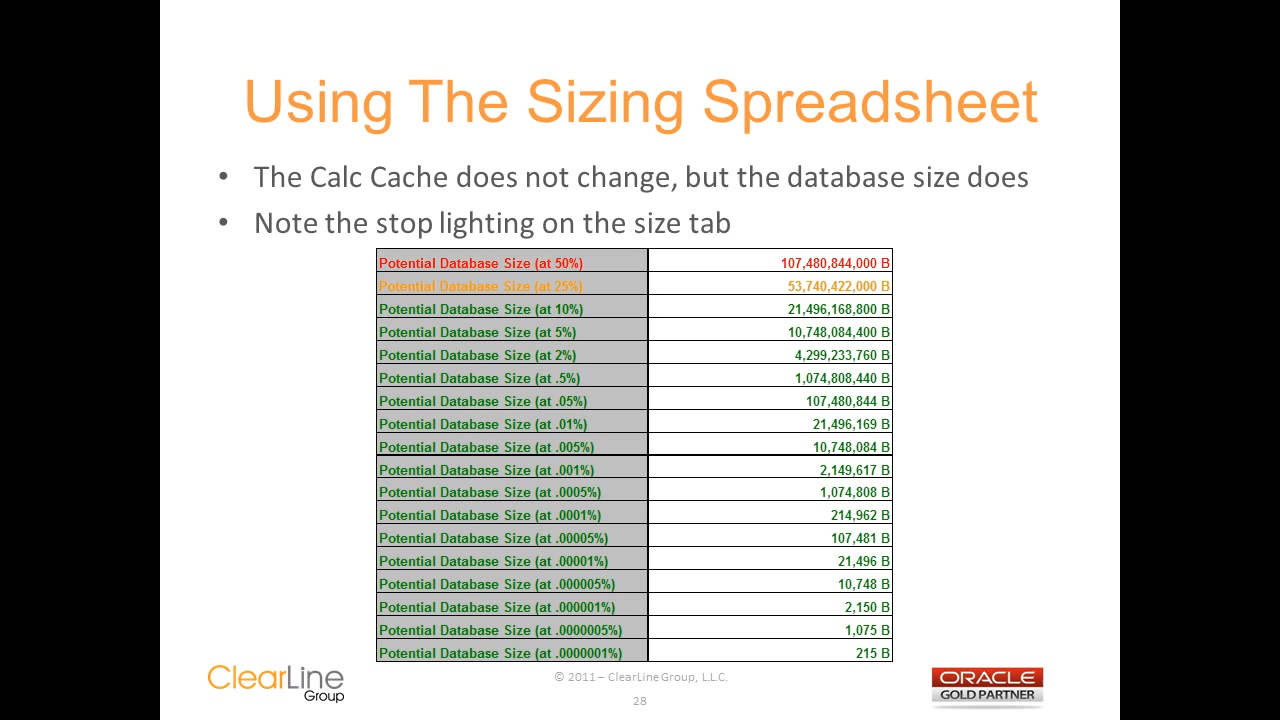 Using The Sizing Spreadsheet
• The Calc Cache does not change, but the database size does
• Note the stop lighting on the size tab
Potential Database Size (at 50%) 107,480,844,000 B
Potential Database Size (at 25%) 53,740,422,000 B
Potential Database Size (at 10%) 21,496,168,800 B
Potential Database Size (at 5%) 10,748,084,400 B
Potential Database Size (at 2%) 4,299,233,760 B
Potential Database Size (at .5%) 1,074,808,440 B
Potential Database Size (at .05%) 107,480,844 B
Potential Database Size (at .01%) 21,496,169 B
Potential Database Size (at .005%) 10,748,084 B
Potential Database Size (at .001%) 2,149,617 B
Potential Database Size (at .0005%) 1,074,808 B
Potential Database Size (at .0001%) 214,962 B
Potential Database Size (at .00005%) 107,481 B
Potential Database Size (at .00001%) 21,496 B
Potential Database Size (at .000005%) 10,748 B
Potential Database Size (at .000001%) 2,150 B
Potential Database Size (at .0000005%) 1,075 B
Potential Database Size (at .0000001%) 215 B
ClearLine
Group
© 2011 – ClearLine Group, L.L.C.
28
ORACLE
GOLD PARTNER